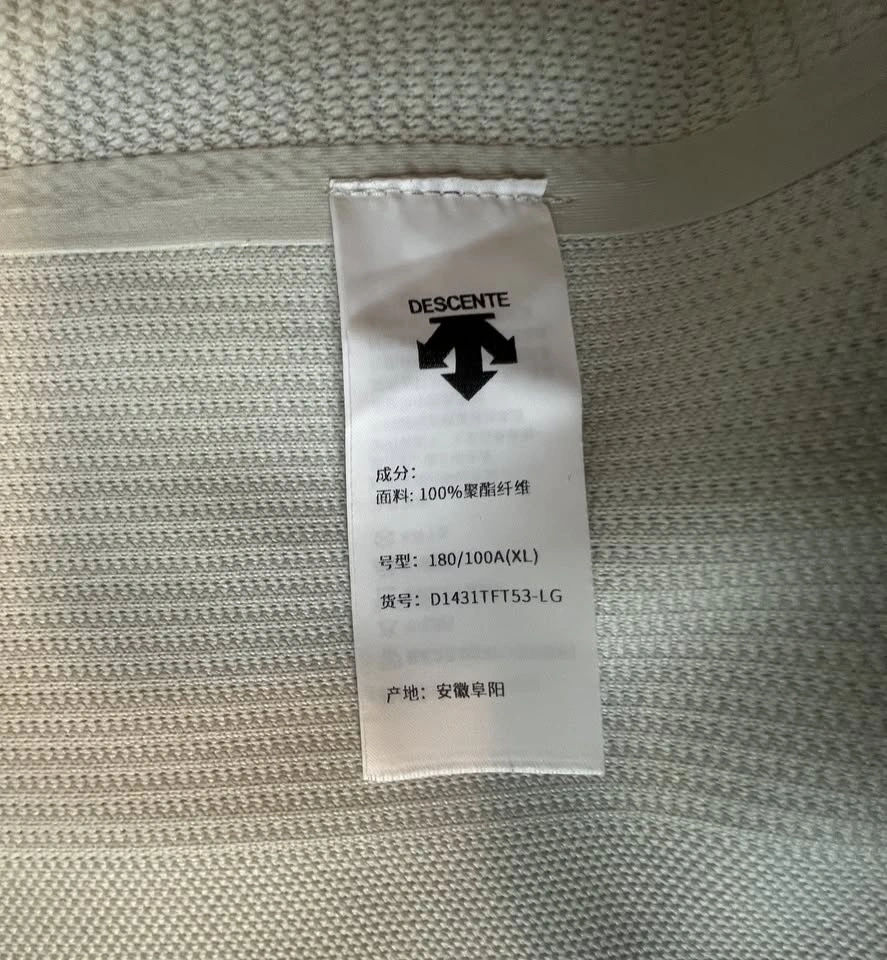 DESCENTE
成分：
面料: 100%聚酯纤维
号型：180/100A(XL)
货号：D1431TFT53-LG
产地：安徽阜阳